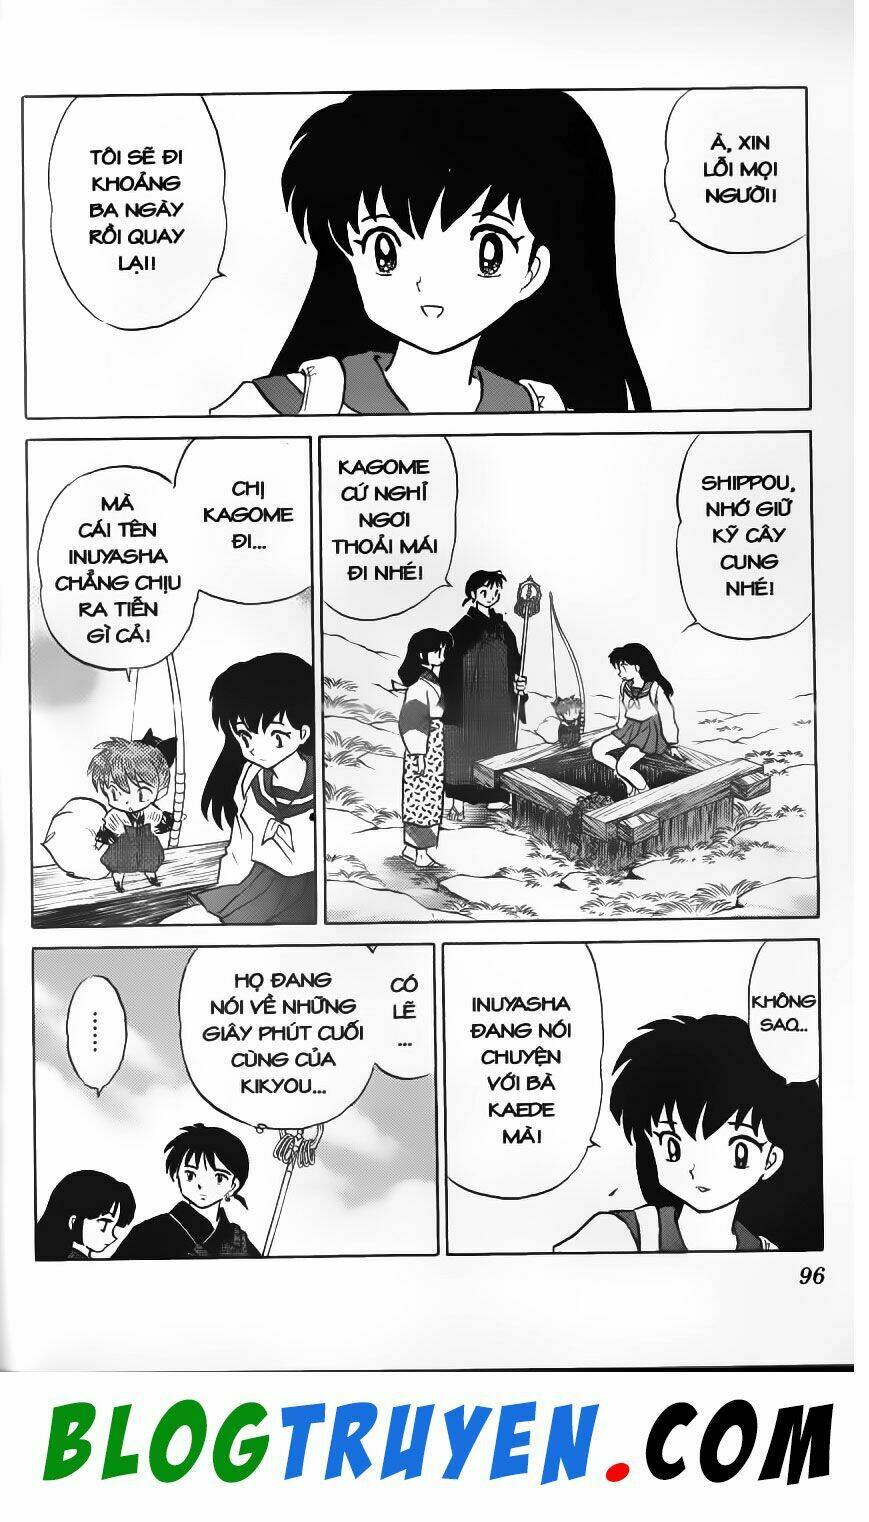 À, XIN
LỖI MỌI
NGƯỜI!
TÔI SẼ ĐI
KHOẢNG
BA NGÀY
RỒI QUAY
LẠI!
SHIPPOU,
NHỚ GIỮ
KỸ CÂY
CUNG
NHÉ!
KAGOME
CỨ NGHỈ
NGƠI
THOẢI MÁI
ĐI NHÉ!
CHỊ
KAGOME
ĐI...
MÀ
CÁI TÊN
INUYASHA
CHẲNG CHỊU
RA TIỄN
GÌ CẢ!
KHÔNG
SAO...
INUYASHA
ĐANG NÓI
CHUYỆN
VỚI BÀ
KAEDE
MÀ!
CÓ
LẼ
...
HỌ ĐANG
NÓI VỀ NHỮNG
GIÂY PHÚT CUỐI
CÙNG CỦA
KIKYOU...
......
96
BLOGTRUYEN.COM